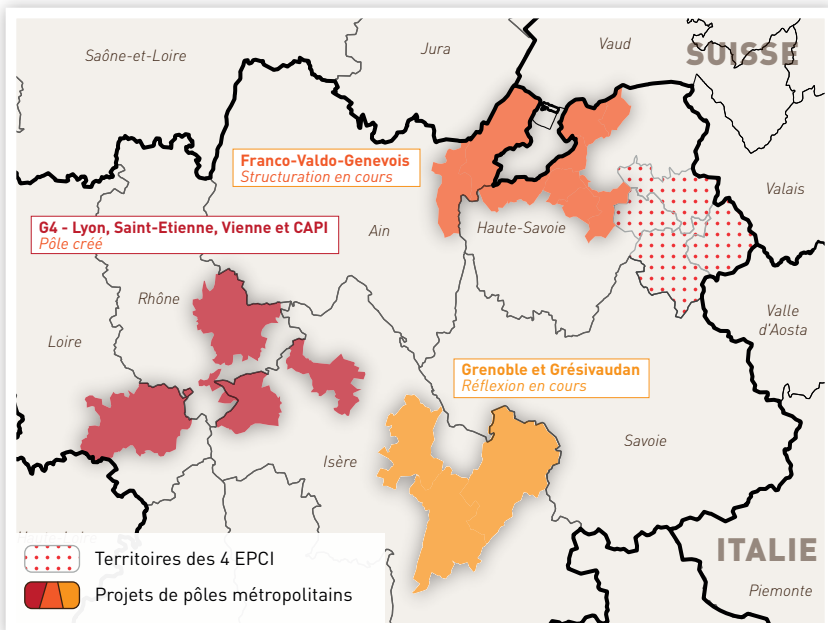 Saône-et-Loire
Jura
Vaud
SUISSE
Franco-Valdo-Genevois
Structuration en cours
Valais
G4 - Lyon, Saint-Etienne, Vienne et CAPI
Pôle créé
Ain
Haute-Savoie
Rhône
Loire
Valle
d'Aosta
Grenoble et Grésivaudan
Réflexion en cours
Savoie
Isère
Haute-Loire
ITALIE
Piemonte
Territoires des 4 EPCI
Projets de pôles métropolitains